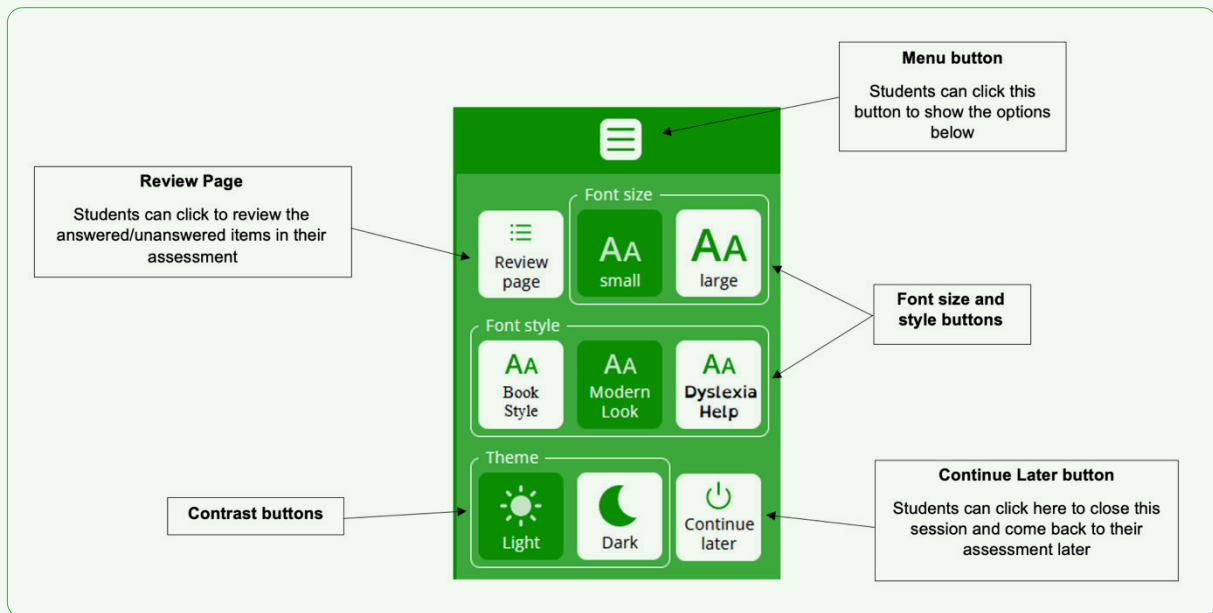 Menu button
Students can click this
button to show the options
below
Review Page
Students can click to review the
answered/unanswered items in their
assessment
Font size
Review
page
AA
small
AA
large
Font size and
style buttons
Font style
AA
Book
Style
AA
Modern
Look
AA
Dyslexia
Help
Theme
Contrast buttons
Light
Dark
Continue
later
Continue Later button
Students can click here to close this
session and come back to their
assessment later